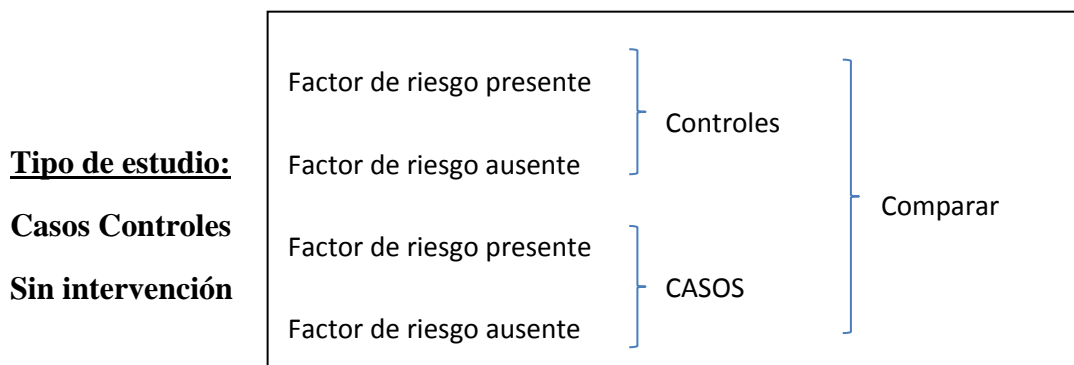 Tipo de estudio:
Casos Controles
Sin intervención
Factor de riesgo presente
Factor de riesgo ausente
Controles
Factor de riesgo presente
Factor de riesgo ausente
CASOS
Comparar